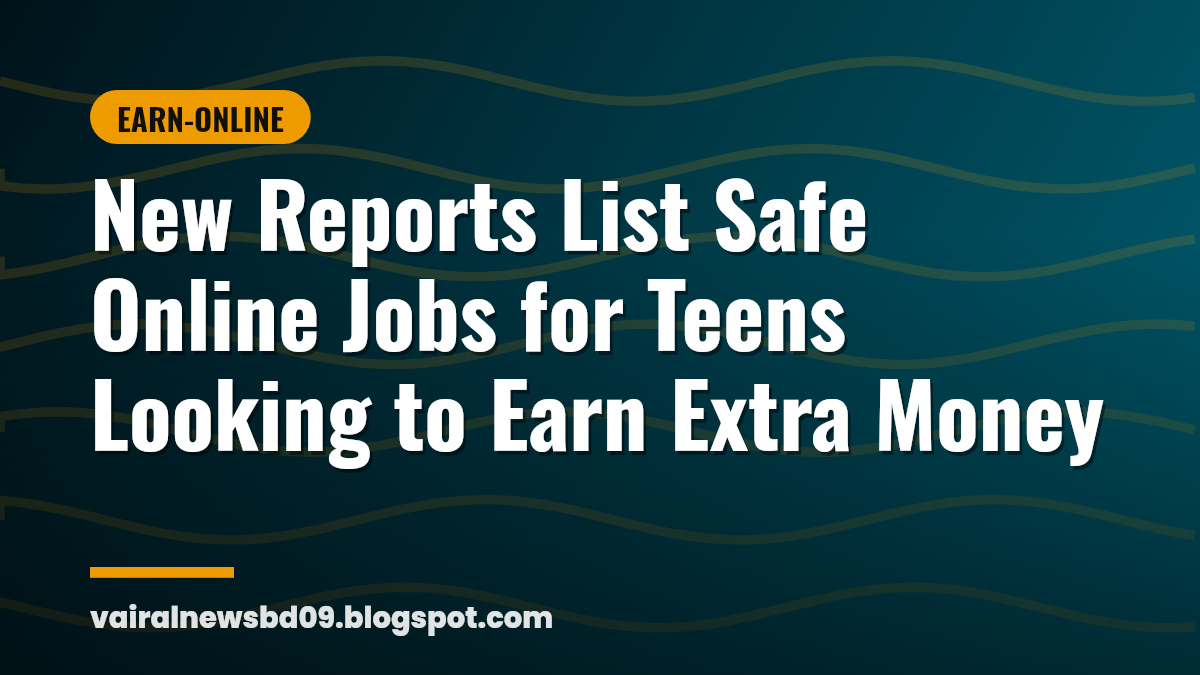 EARN-ONLINE
New Reports List Safe
Online Jobs for Teens
Looking to Earn Extra Money
vairalnewsbd09.blogspot.com